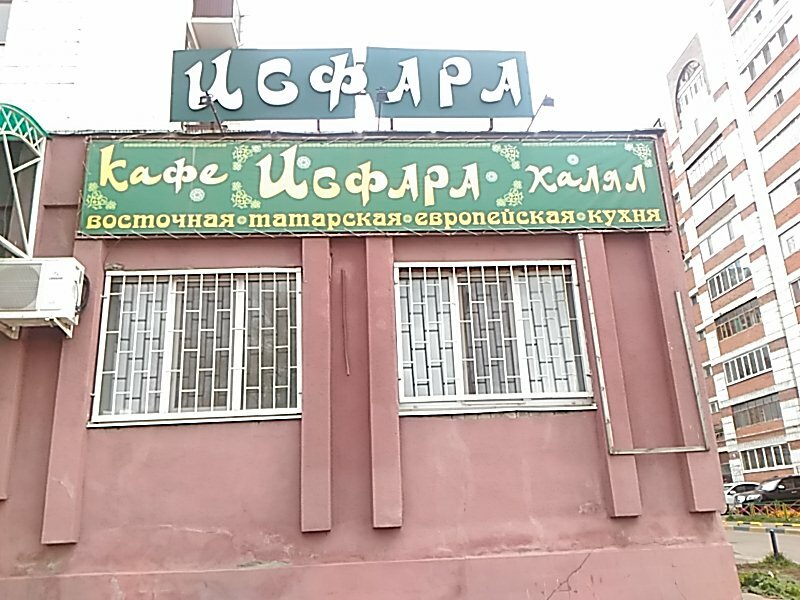 ИСФАРА
кафе ИСФАРА халял
восточная•татарская•европейская•кухня